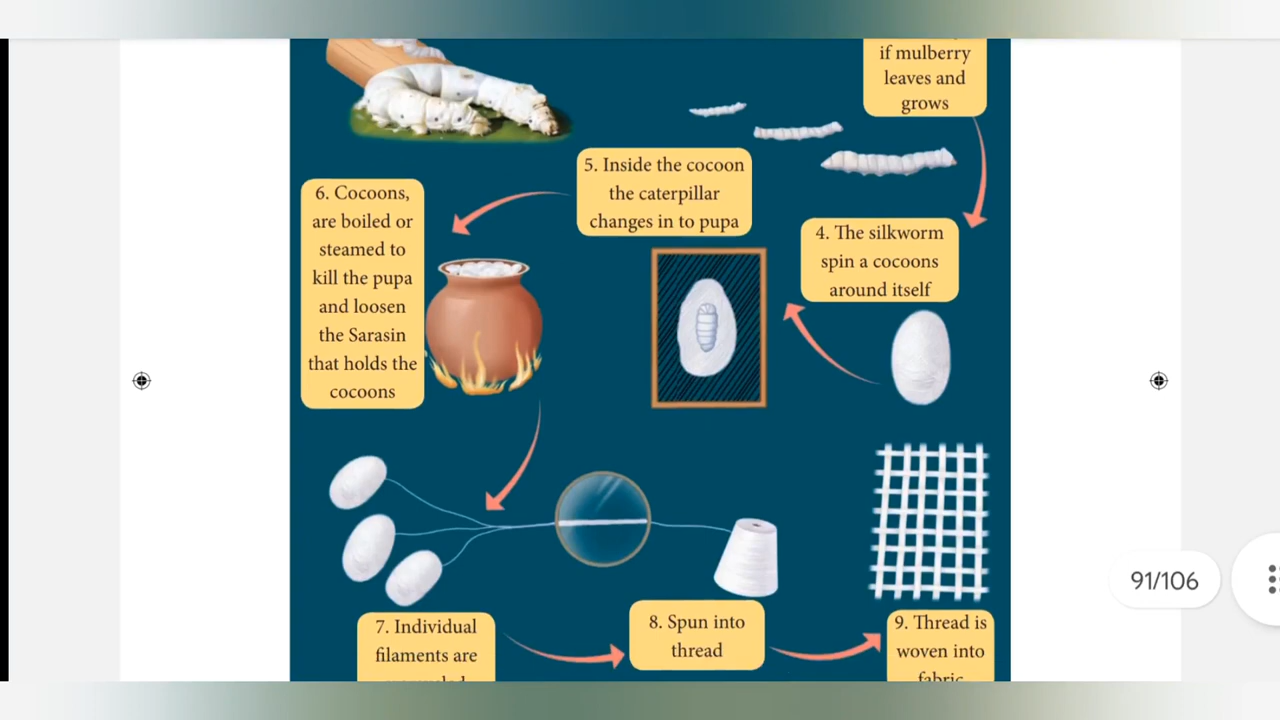 if mulberry
leaves and
grows
4. The silkworm
spin a cocoons
around itself
5. Inside the cocoon
the caterpillar
changes in to pupa
6. Cocoons,
are boiled or
steamed to
kill the pupa
and loosen
the Sarasin
that holds the
cocoons
7. Individual
filaments are
8. Spun into
thread
9. Thread is
woven into
fabric
91/106